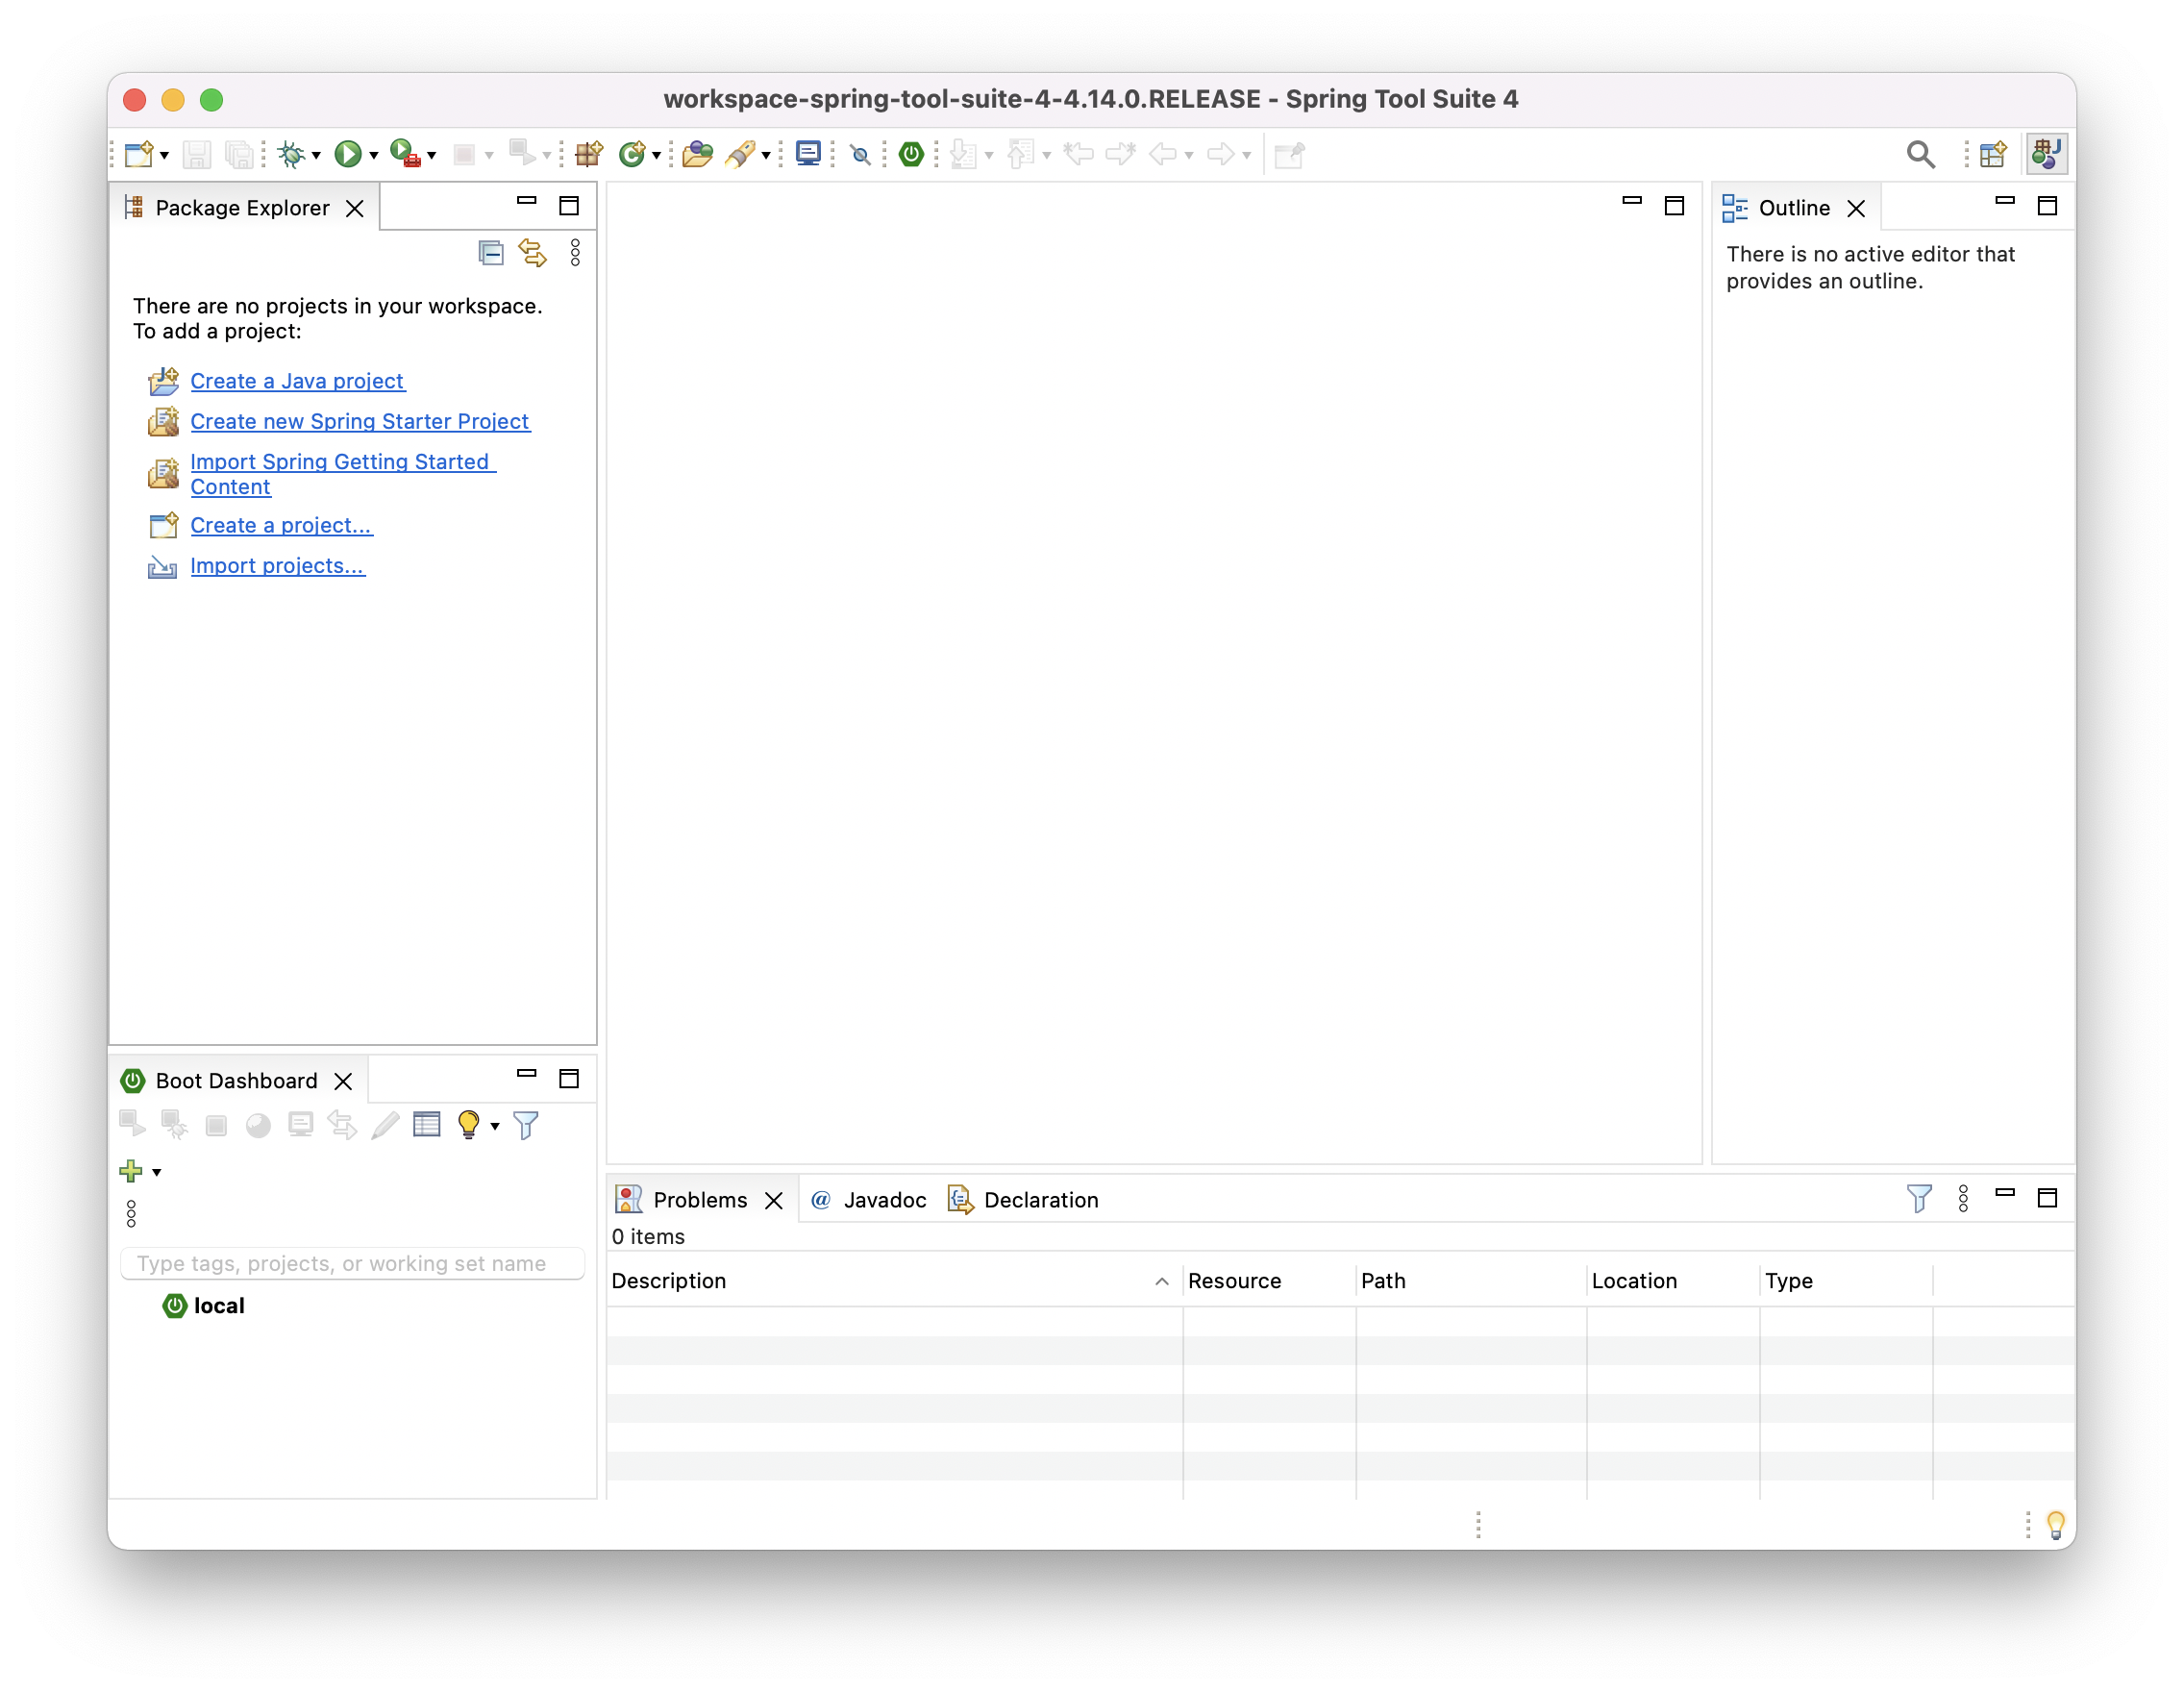 workspace-spring-tool-suite-4-4.14.0.RELEASE - Spring Tool Suite 4
Package Explorer
There are no projects in your workspace.
To add a project:
Create a Java project
Create new Spring Starter Project
Import Spring Getting Started
Content
Create a project...
Import projects...
Outline
There is no active editor that
provides an outline.
Boot Dashboard
Type tags, projects, or working set name
local
Problems @ Javadoc Declaration
0 items
Description Resource Path Location Type